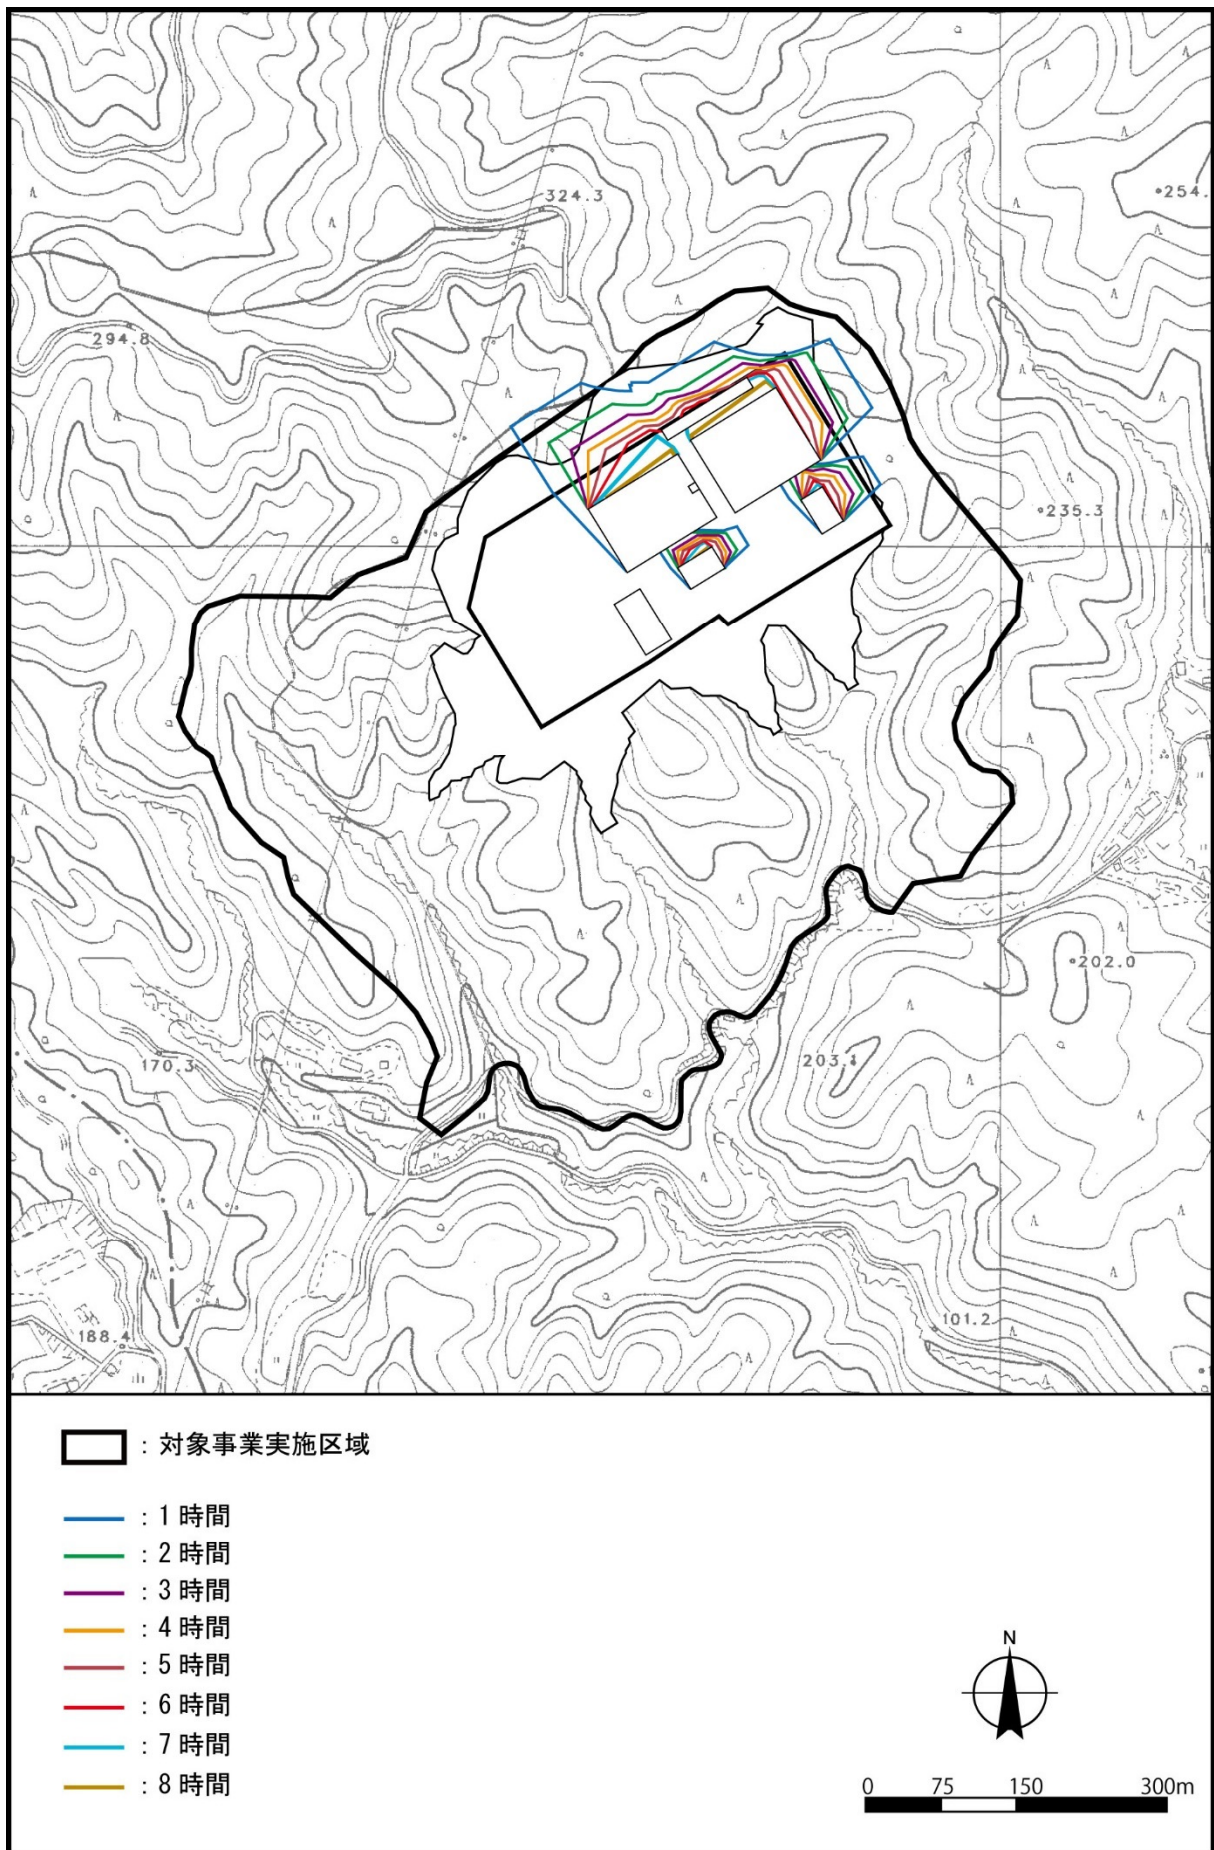 324.3
254.
294.8
235.3
202.0
203.1
170.3
101.2
188.4
：対象事業実施区域
：1時間
：2時間
：3時間
：4時間
：5時間
：6時間
：7時間
：8時間
N
0 75 150 300m